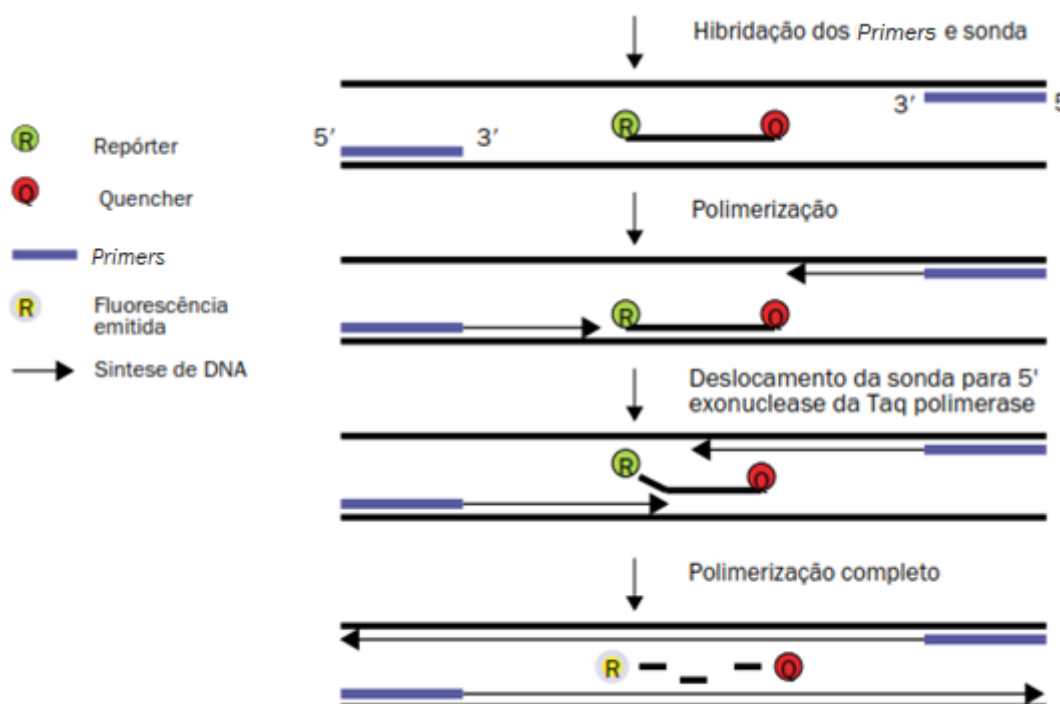 Hibridação dos Primers e sonda
3'
5
5'
3'
R
Q
R
Repórter
Q
Quencher
Primers
R
Fluorescência
emitida
Sintese de DNA
Polimerização
R
Q
Deslocamento da sonda para 5'
exonuclease da Taq polimerase
R
Q
Polimerização completo
R
Q